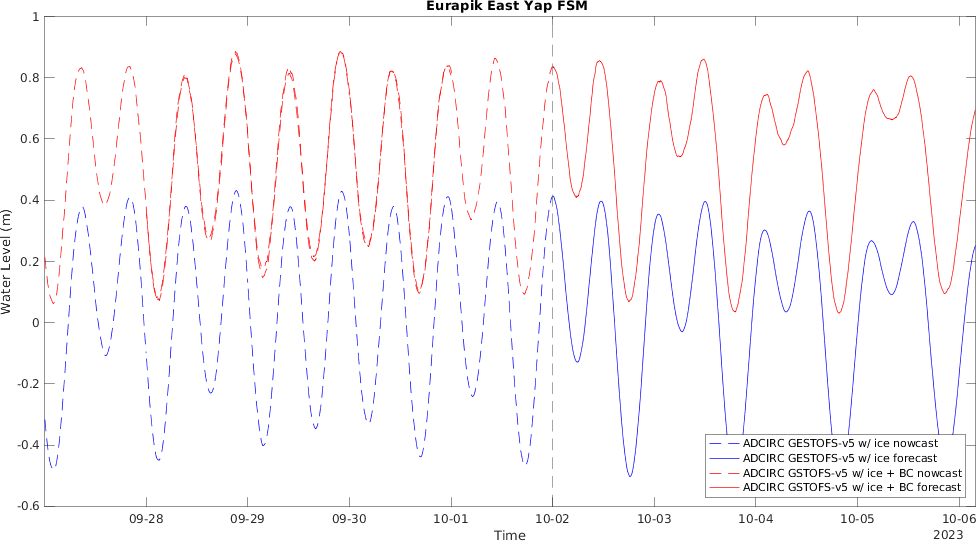 Eurapik East Yap FSM
1
0.8
0.6
0.4
0.2
0
-0.2
-0.4
-0.6
Water Level (m)
ADCIRC GESTOFS-v5 w/ ice nowcast
ADCIRC GESTOFS-v5 w/ ice forecast
ADCIRC GSTOFS-v5 w/ ice + BC nowcast
ADCIRC GSTOFS-v5 w/ ice + BC forecast
09-28 09-29 09-30 10-01 10-02 10-03 10-04 10-05 10-06
Time
2023